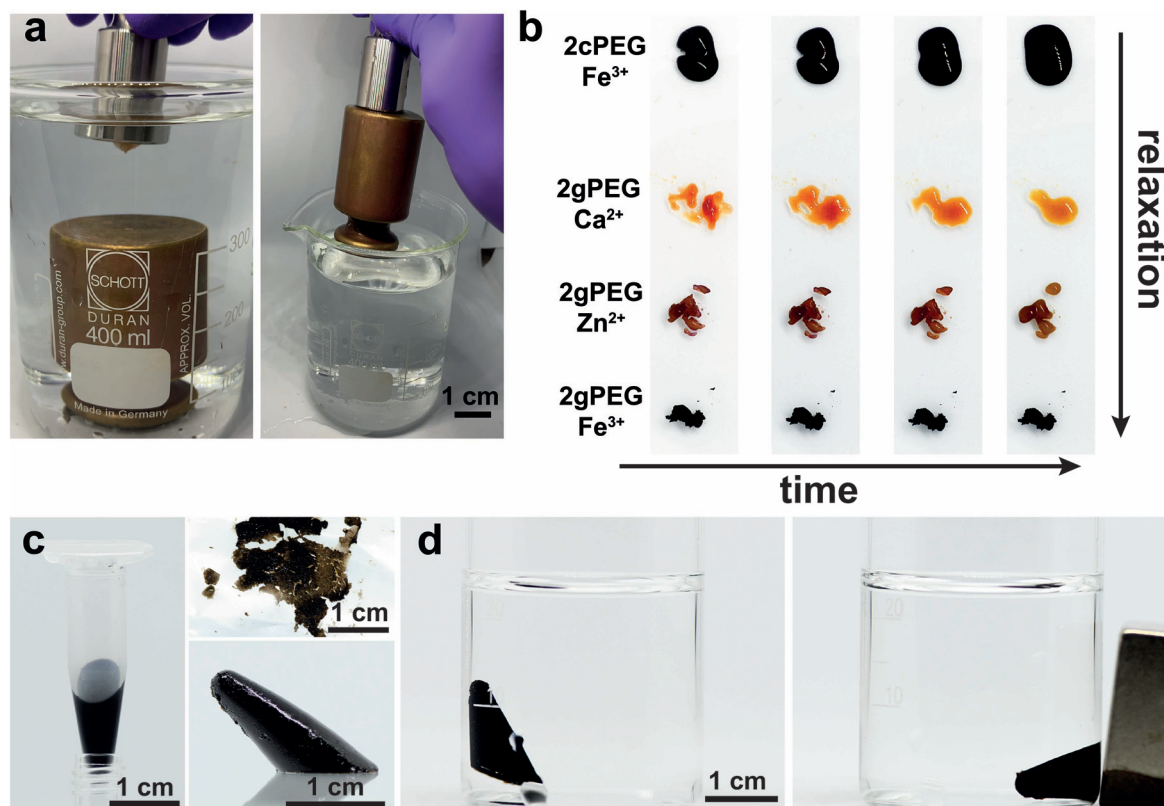 a
SCHOTT
DURAN
400 ml
APPROX. VOL.
300
200
Made in Germany
1 cm
b
2cPEG
Fe³⁺
2gPEG
Ca²⁺
2gPEG
Zn²⁺
2gPEG
Fe³⁺
relaxation
time
c
1 cm
1 cm
1 cm
d
1 cm
20
10